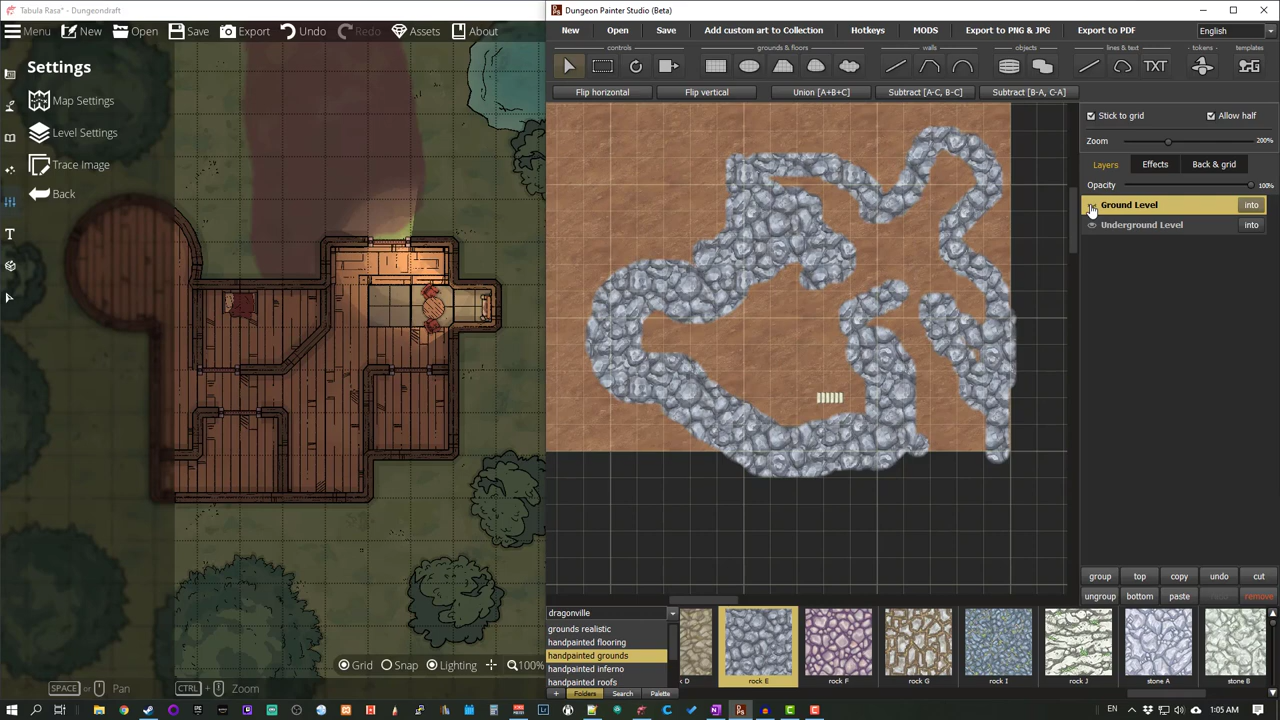 Tabula Rasa* - Dungeondraft
Menu New Open Save Export Undo Redo Assets About
Settings
Map Settings
Level Settings
Trace Image
Back
Grid Snap Lighting 100%
SPACE or Pan CTRL + Zoom
Dungeon Painter Studio (Beta)
New Open Save Add custom art to Collection Hotkeys MODS Export to PNG & JPG Export to PDF English
controls grounds & floors walls objects lines & text tokens templates
TXT
Flip horizontal Flip vertical Union [A+B+C] Subtract [A-C, B-C] Subtract [B-A, C-A]
Stick to grid Allow half
Zoom 200%
Layers Effects Back & grid
Opacity 100%
Ground Level into
Underground Level into
group top copy undo cut
ungroup bottom paste remove
dragonville
grounds realistic
handpainted flooring
handpainted grounds
handpainted inferno
handpainted roofs
+ Folders Search Palette
rock D rock E rock F rock G rock I rock J stone A stone B
EN 1:05 AM